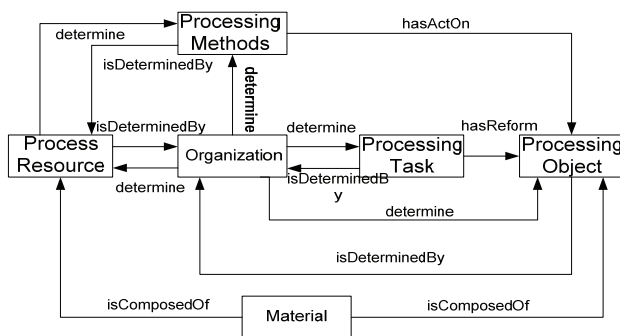 Processing
Methods
determine
hasActOn
isDeterminedBy
determine
isDeterminedBy
determine
hasReform
Process
Resource
Organization
Processing
Task
Processing
Object
determine
isDeterminedB
y
determine
isDeterminedBy
isComposedOf
Material
isComposedOf